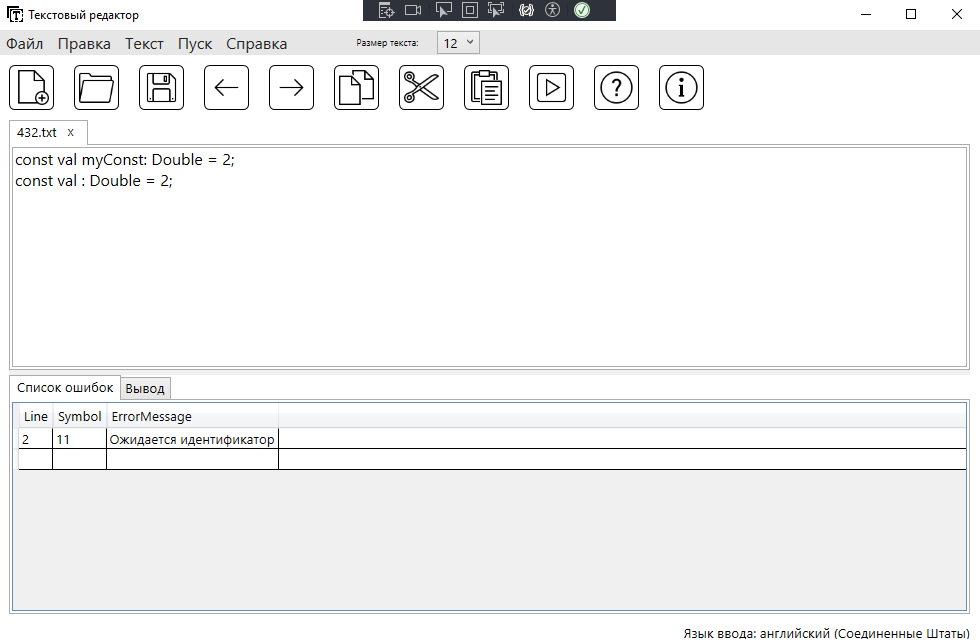 Текстовый редактор
Файл Правка Текст Пуск Справка Размер текста: 12
432.txt x
const val myConst: Double = 2;
const val : Double = 2;
Список ошибок Вывод
Line Symbol ErrorMessage
2 11 Ожидается идентификатор
Язык ввода: английский (Соединенные Штаты)